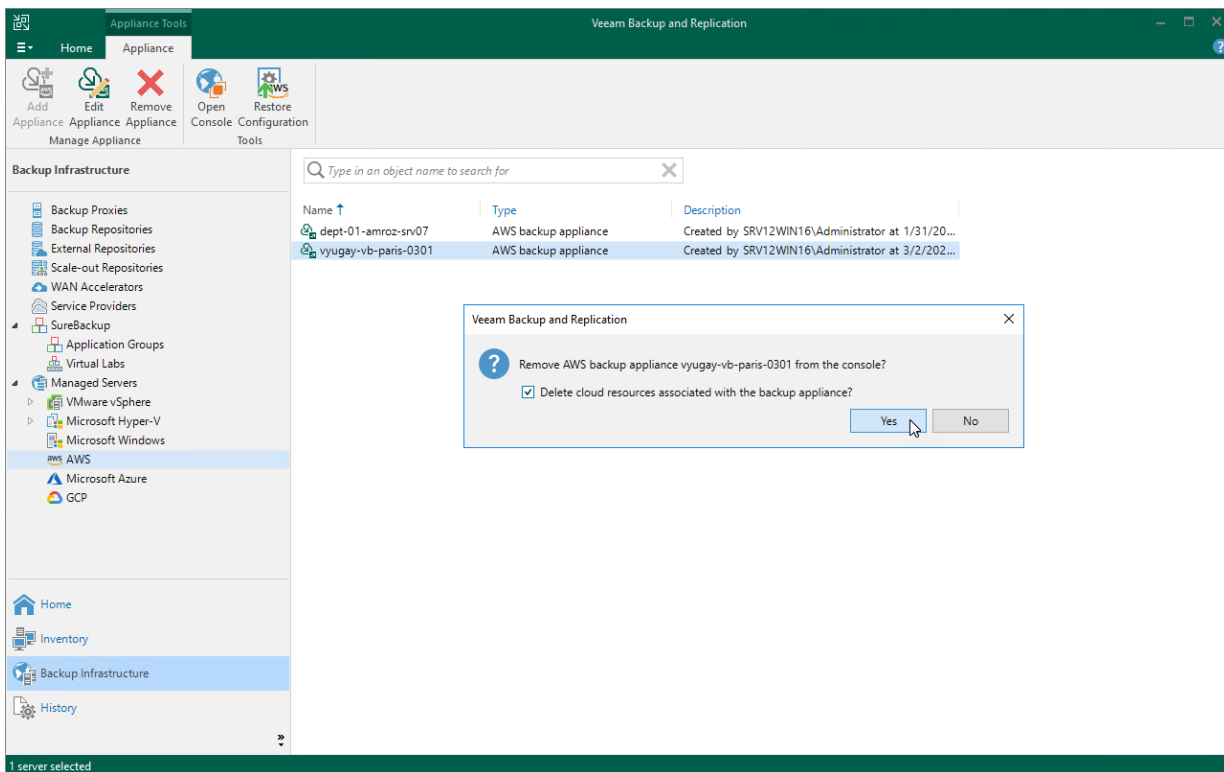 Appliance Tools
Veeam Backup and Replication
Home Appliance
Add Appliance
Edit Appliance
Remove Appliance
Open Console
Restore Configuration
aws
Manage Appliance
Tools
Backup Infrastructure
Type in an object name to search for
Backup Proxies
Backup Repositories
External Repositories
Scale-out Repositories
WAN Accelerators
Service Providers
SureBackup
Application Groups
Virtual Labs
Managed Servers
VMware vSphere
Microsoft Hyper-V
Microsoft Windows
aws AWS
Microsoft Azure
GCP
Name Type Description
dept-01-amroz-srv07 AWS backup appliance Created by SRV12WIN16\Administrator at 1/31/20...
vyugay-vb-paris-0301 AWS backup appliance Created by SRV12WIN16\Administrator at 3/2/202...
Veeam Backup and Replication
Remove AWS backup appliance vyugay-vb-paris-0301 from the console?
Delete cloud resources associated with the backup appliance?
Yes No
Home
Inventory
Backup Infrastructure
History
1 server selected